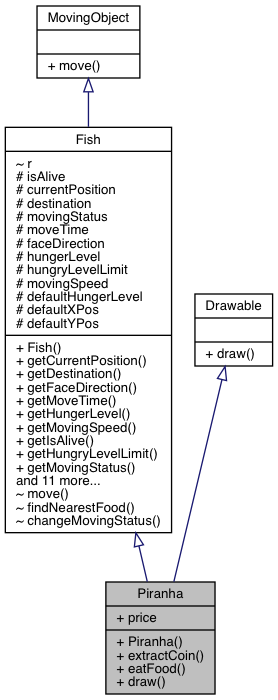 MovingObject
+ move()
Fish
~ r
# isAlive
# currentPosition
# destination
# movingStatus
# moveTime
# faceDirection
# hungerLevel
# hungryLevelLimit
# movingSpeed
# defaultHungerLevel
# defaultXPos
# defaultYPos
+ Fish()
+ getCurrentPosition()
+ getDestination()
+ getFaceDirection()
+ getMoveTime()
+ getHungerLevel()
+ getMovingSpeed()
+ getIsAlive()
+ getHungryLevelLimit()
+ getMovingStatus()
and 11 more...
~ move()
~ findNearestFood()
~ changeMovingStatus()
Drawable
+ draw()
Piranha
+ price
+ Piranha()
+ extractCoin()
+ eatFood()
+ draw()